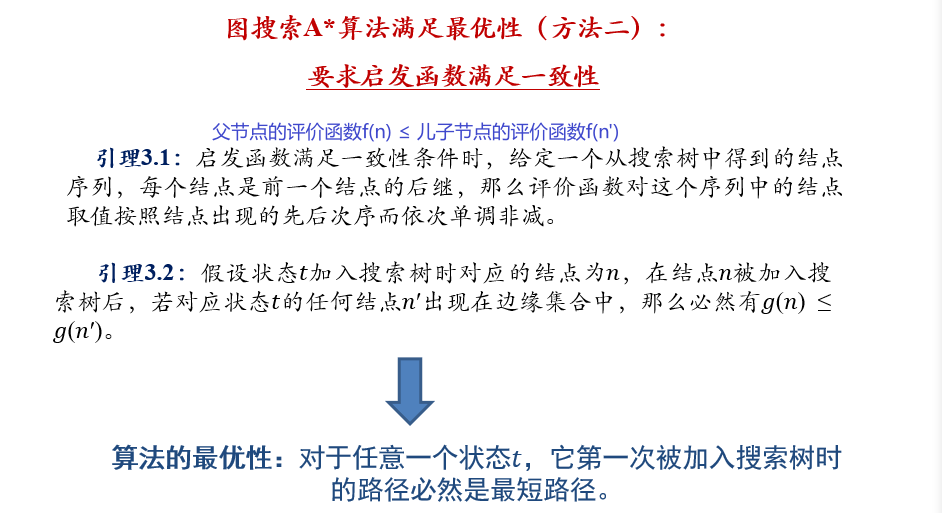 图搜索A*算法满足最优性（方法二）：
要求启发函数满足一致性
父节点的评价函数f(n) ≤ 儿子节点的评价函数f(n')
引理3.1：启发函数满足一致性条件时，给定一个从搜索树中得到的结点
序列，每个结点是前一个结点的后继，那么评价函数对这个序列中的结点
取值按照结点出现的先后次序而依次单调非减。
引理3.2：假设状态t加入搜索树时对应的结点为n，在结点n被加入搜
索树后，若对应状态t的任何结点n′出现在边缘集合中，那么必然有g(n) ≤
g(n′)。
算法的最优性：对于任意一个状态t，它第一次被加入搜索树时
的路径必然是最短路径。